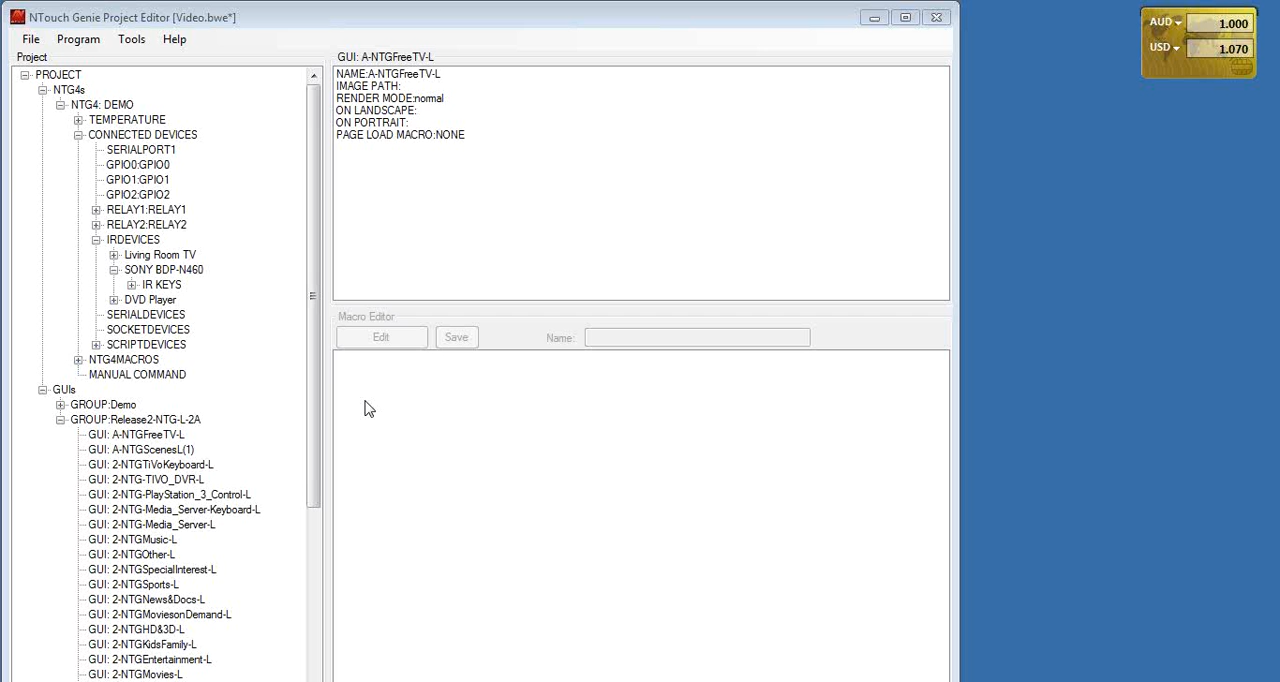 NTouch Genie Project Editor [Video.bwe*]
File Program Tools Help
Project
PROJECT
NTG4s
NTG4: DEMO
TEMPERATURE
CONNECTED DEVICES
SERIALPORT1
GPIO0:GPIO0
GPIO1:GPIO1
GPIO2:GPIO2
RELAY1:RELAY1
RELAY2:RELAY2
IRDEVICES
Living Room TV
SONY BDP-N460
IR KEYS
DVD Player
SERIALDEVICES
SOCKETDEVICES
SCRIPTDEVICES
NTG4MACROS
MANUAL COMMAND
GUIs
GROUP:Demo
GROUP:Release2-NTG-L-2A
GUI: A-NTGFreeTV-L
GUI: A-NTGScenesL(1)
GUI: 2-NTGTiVoKeyboard-L
GUI: 2-NTG-TIVO_DVR-L
GUI: 2-NTG-PlayStation_3_Control-L
GUI: 2-NTG-Media_Server-Keyboard-L
GUI: 2-NTG-Media_Server-L
GUI: 2-NTGMusic-L
GUI: 2-NTGOther-L
GUI: 2-NTGSpecialInterest-L
GUI: 2-NTGSports-L
GUI: 2-NTGNews&Docs-L
GUI: 2-NTGMoviesonDemand-L
GUI: 2-NTGHD&3D-L
GUI: 2-NTGKidsFamily-L
GUI: 2-NTGEntertainment-L
GUI: 2-NTGMovies-L
GUI: A-NTGFreeTV-L
NAME:A-NTGFreeTV-L
IMAGE PATH:
RENDER MODE:normal
ON LANDSCAPE:
ON PORTRAIT:
PAGE LOAD MACRO:NONE
Macro Editor
Edit Save Name:
AUD 1.000
USD 1.070